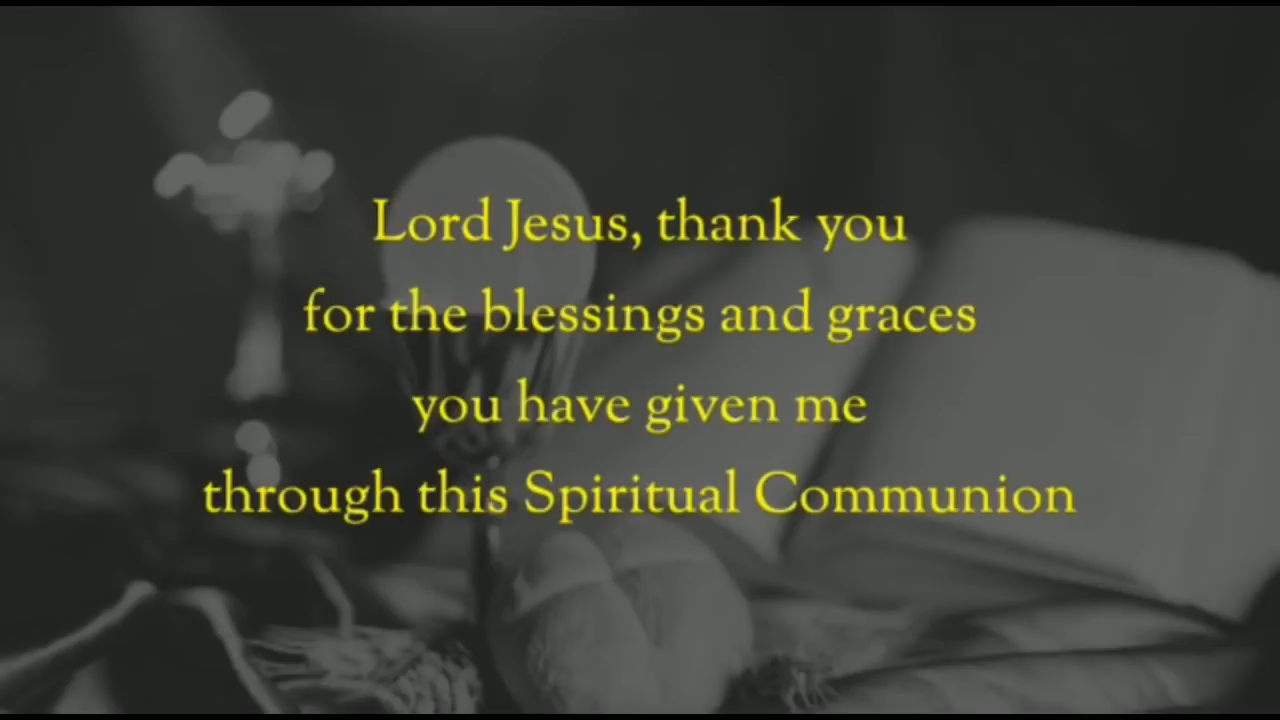 Lord Jesus, thank you
for the blessings and graces
you have given me
through this Spiritual Communion